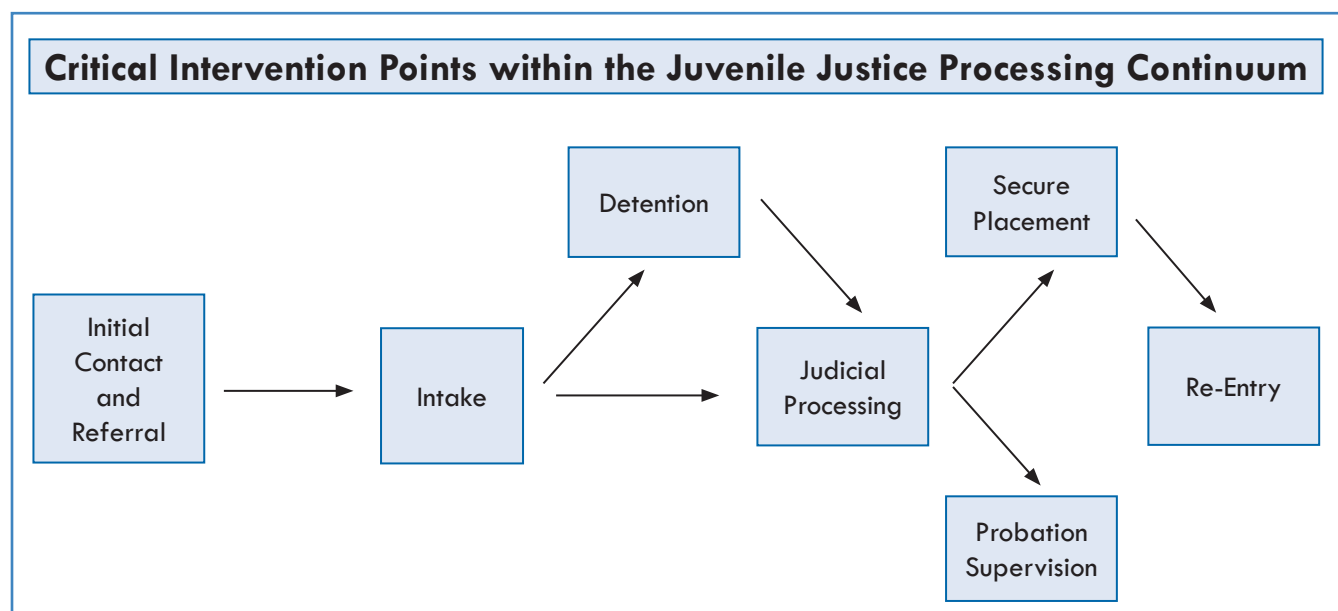 Critical Intervention Points within the Juvenile Justice Processing Continuum
Initial
Contact
and
Referral
Intake
Detention
Judicial
Processing
Secure
Placement
Probation
Supervision
Re-Entry